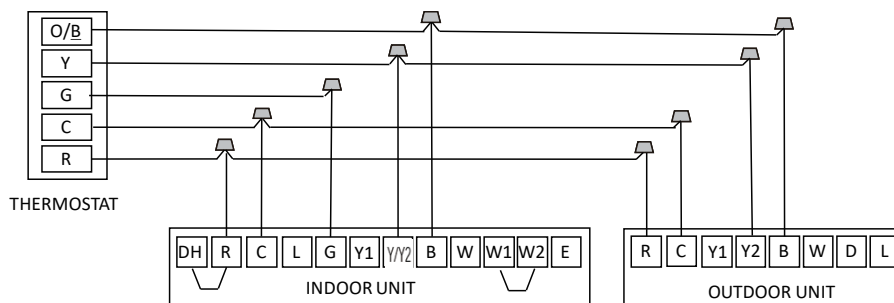 O/B
Y
G
C
R
THERMOSTAT
DH R C L G Y1 Y/Y2 B W W1 W2 E
INDOOR UNIT
R C Y1 Y2 B W D L
OUTDOOR UNIT